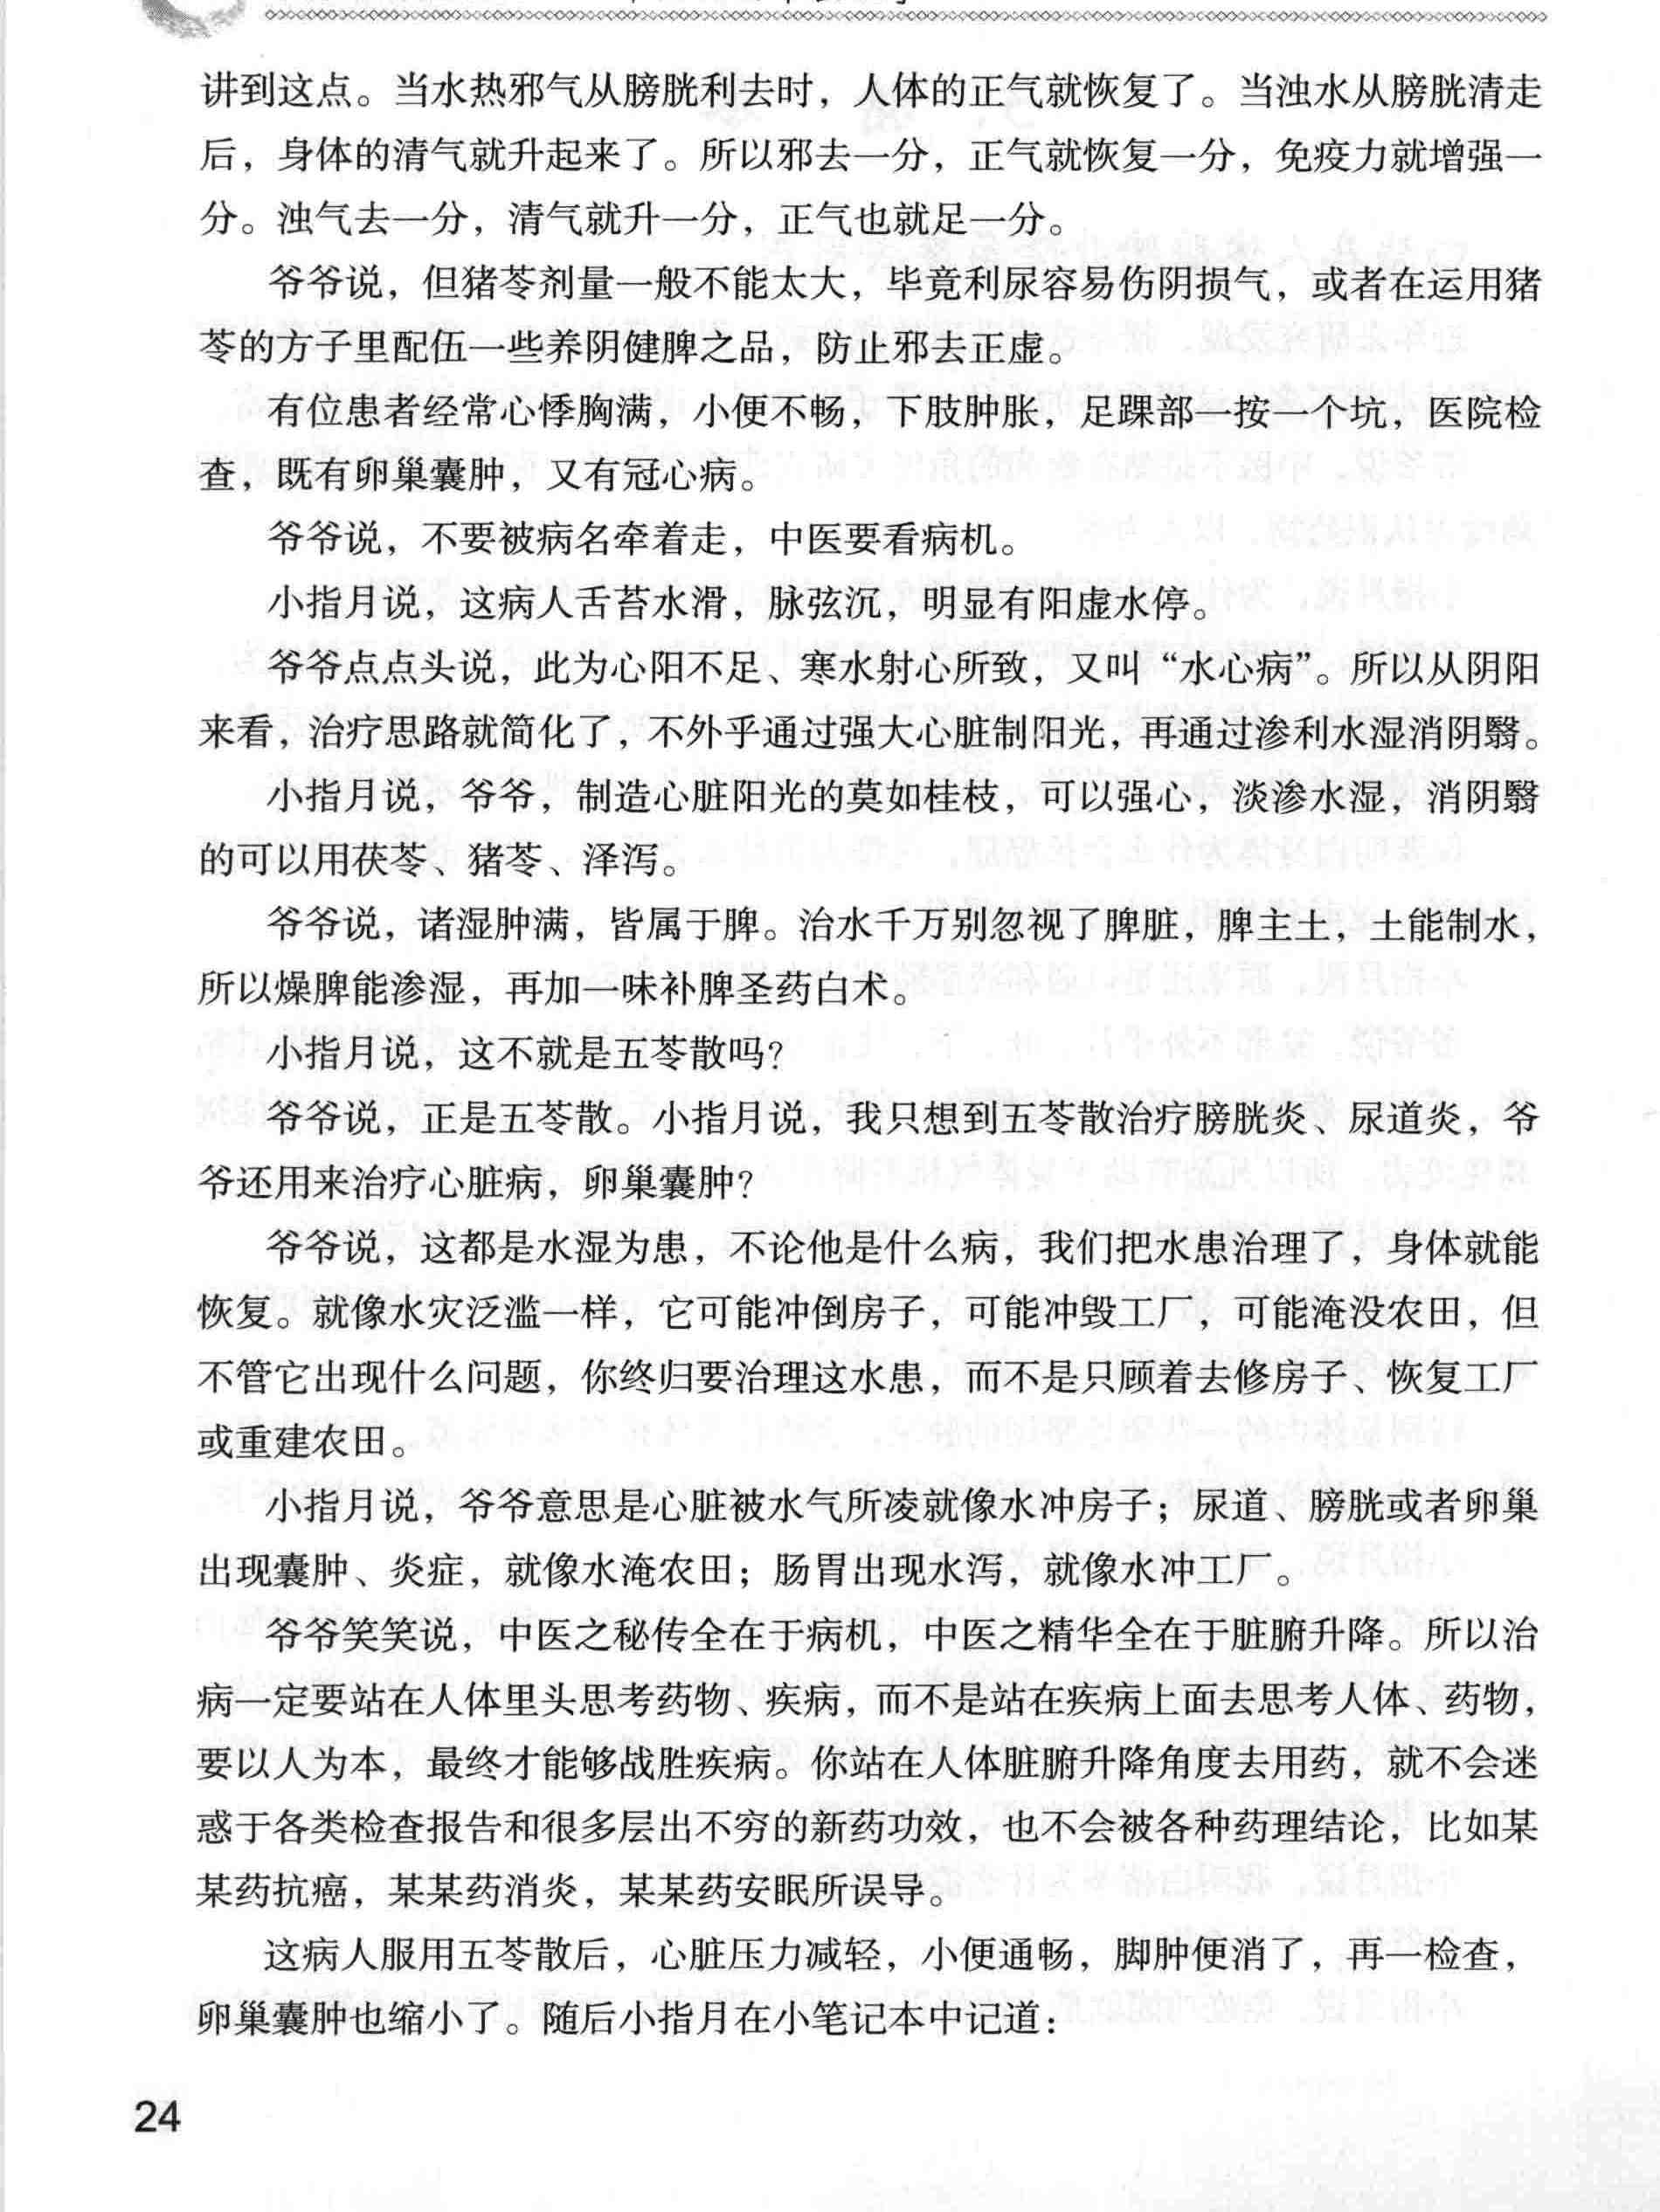 讲到这点。当水热邪气从膀胱利去时，人体的正气就恢复了。当浊水从膀胱清走
后，身体的清气就升起来了。所以邪去一分，正气就恢复一分，免疫力就增强一
分。浊气去一分，清气就升一分，正气也就足一分。
爷爷说，但猪苓剂量一般不能太大，毕竟利尿容易伤阴损气，或者在运用猪
苓的方子里配伍一些养阴健脾之品，防止邪去正虚。
有位患者经常心悸胸满，小便不畅，下肢肿胀，足踝部一按一个坑，医院检
查，既有卵巢囊肿，又有冠心病。
爷爷说，不要被病名牵着走，中医要看病机。
小指月说，这病人舌苔水滑，脉弦沉，明显有阳虚水停。
爷爷点点头说，此为心阳不足、寒水射心所致，又叫“水心病”。所以从阴阳
来看，治疗思路就简化了，不外乎通过强大心脏制阳光，再通过渗利水湿消阴翳。
小指月说，爷爷，制造心脏阳光的莫如桂枝，可以强心，淡渗水湿，消阴翳
的可以用茯苓、猪苓、泽泻。
爷爷说，诸湿肿满，皆属于脾。治水千万别忽视了脾脏，脾主土，土能制水，
所以燥脾能渗湿，再加一味补脾圣药白术。
小指月说，这不就是五苓散吗？
爷爷说，正是五苓散。小指月说，我只想到五苓散治疗膀胱炎、尿道炎，爷
爷还用来治疗心脏病，卵巢囊肿？
爷爷说，这都是水湿为患，不论他是什么病，我们把水患治理了，身体就能
恢复。就像水灾泛滥一样，它可能冲倒房子，可能冲毁工厂，可能淹没农田，但
不管它出现什么问题，你终归要治理这水患，而不是只顾着去修房子、恢复工厂
或重建农田。
小指月说，爷爷意思是心脏被水气所凌就像水冲房子；尿道、膀胱或者卵巢
出现囊肿、炎症，就像水淹农田；肠胃出现水泻，就像水冲工厂。
爷爷笑笑说，中医之秘传全在于病机，中医之精华全在于脏腑升降。所以治
病一定要站在人体里头思考药物、疾病，而不是站在疾病上面去思考人体、药物，
要以人为本，最终才能够战胜疾病。你站在人体脏腑升降角度去用药，就不会迷
惑于各类检查报告和很多层出不穷的新药功效，也不会被各种药理结论，比如某
某药抗癌，某某药消炎，某某药安眠所误导。
这病人服用五苓散后，心脏压力减轻，小便通畅，脚肿便消了，再一检查，
卵巢囊肿也缩小了。随后小指月在小笔记本中记道：
24